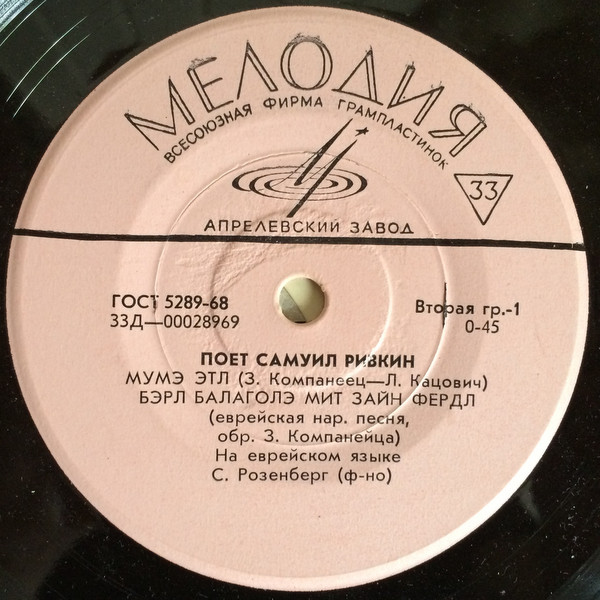 МЕЛОДИЯ
ВСЕСОЮЗНАЯ ФИРМА ГРАМПЛАСТИНОК
33
АПРЕЛЕВСКИЙ ЗАВОД
ГОСТ 5289-68
33Д—00028969
Вторая гр.-1
0-45
ПОЕТ САМУИЛ РИВКИН
МУМЭ ЭТЛ (З. Компанеец—Л. Кацович)
БЭРЛ БАЛАГОЛЭ МИТ ЗАЙН ФЕРДЛ
(еврейская нар. песня,
обр. З. Компанейца)
На еврейском языке
С. Розенберг (ф-но)